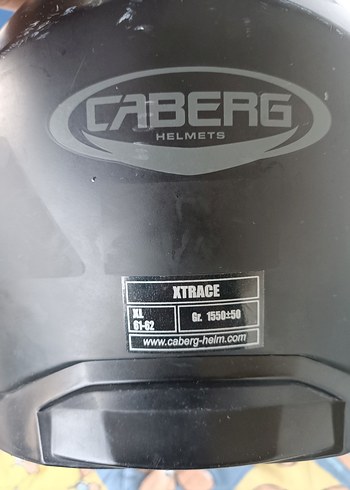 CABERG
HELMETS
XTRACE
XL
61-62
Gr. 1550±50
www.caberg-helm.com